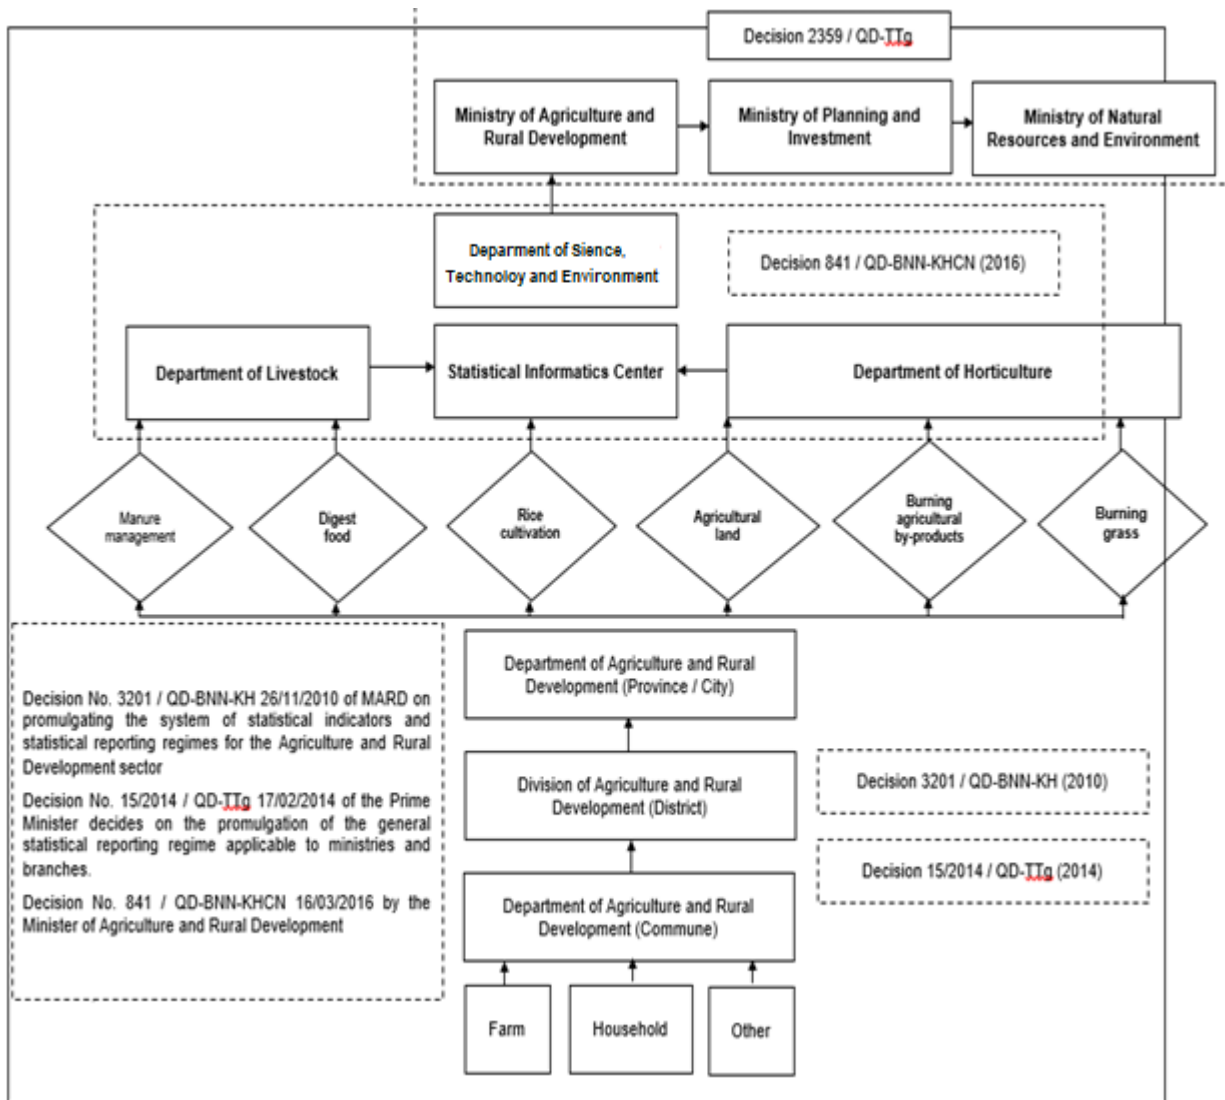 Decision 2359 / QD-TTg
Ministry of Agriculture and
Rural Development
Ministry of Planning and
Investment
Ministry of Natural
Resources and Environment
Deparment of Sience,
Technoloy and Environment
Decision 841 / QD-BNN-KHCN (2016)
Department of Livestock
Statistical Informatics Center
Department of Horticulture
Manure
management
Digest
food
Rice
cultivation
Agricultural
land
Burning
agricultural
by-products
Burning
grass
Decision No. 3201 / QD-BNN-KH 26/11/2010 of MARD on
promulgating the system of statistical indicators and
statistical reporting regimes for the Agriculture and Rural
Development sector
Decision No. 15/2014 / QD-TTg 17/02/2014 of the Prime
Minister decides on the promulgation of the general
statistical reporting regime applicable to ministries and
branches.
Decision No. 841 / QD-BNN-KHCN 16/03/2016 by the
Minister of Agriculture and Rural Development
Department of Agriculture and Rural
Development (Province / City)
Division of Agriculture and Rural
Development (District)
Decision 3201 / QD-BNN-KH (2010)
Decision 15/2014 / QD-TTg (2014)
Department of Agriculture and Rural
Development (Commune)
Farm
Household
Other